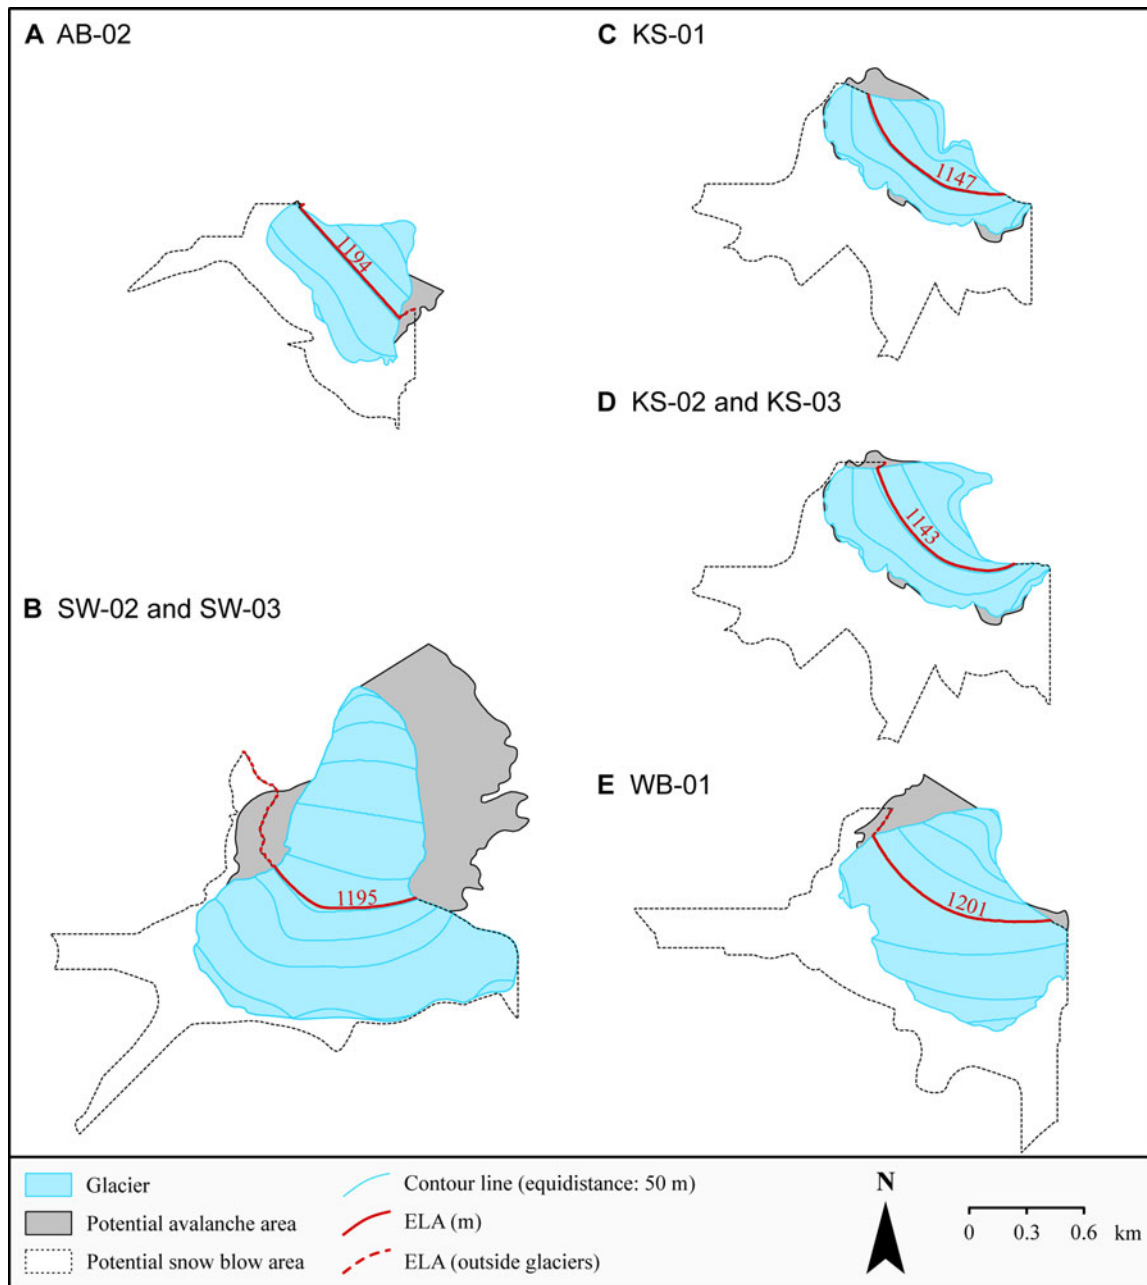 A AB-02
1194
B SW-02 and SW-03
1195
C KS-01
1147
D KS-02 and KS-03
1143
E WB-01
1201
Glacier
Potential avalanche area
Potential snow blow area
Contour line (equidistance: 50 m)
ELA (m)
ELA (outside glaciers)
N
0 0.3 0.6 km